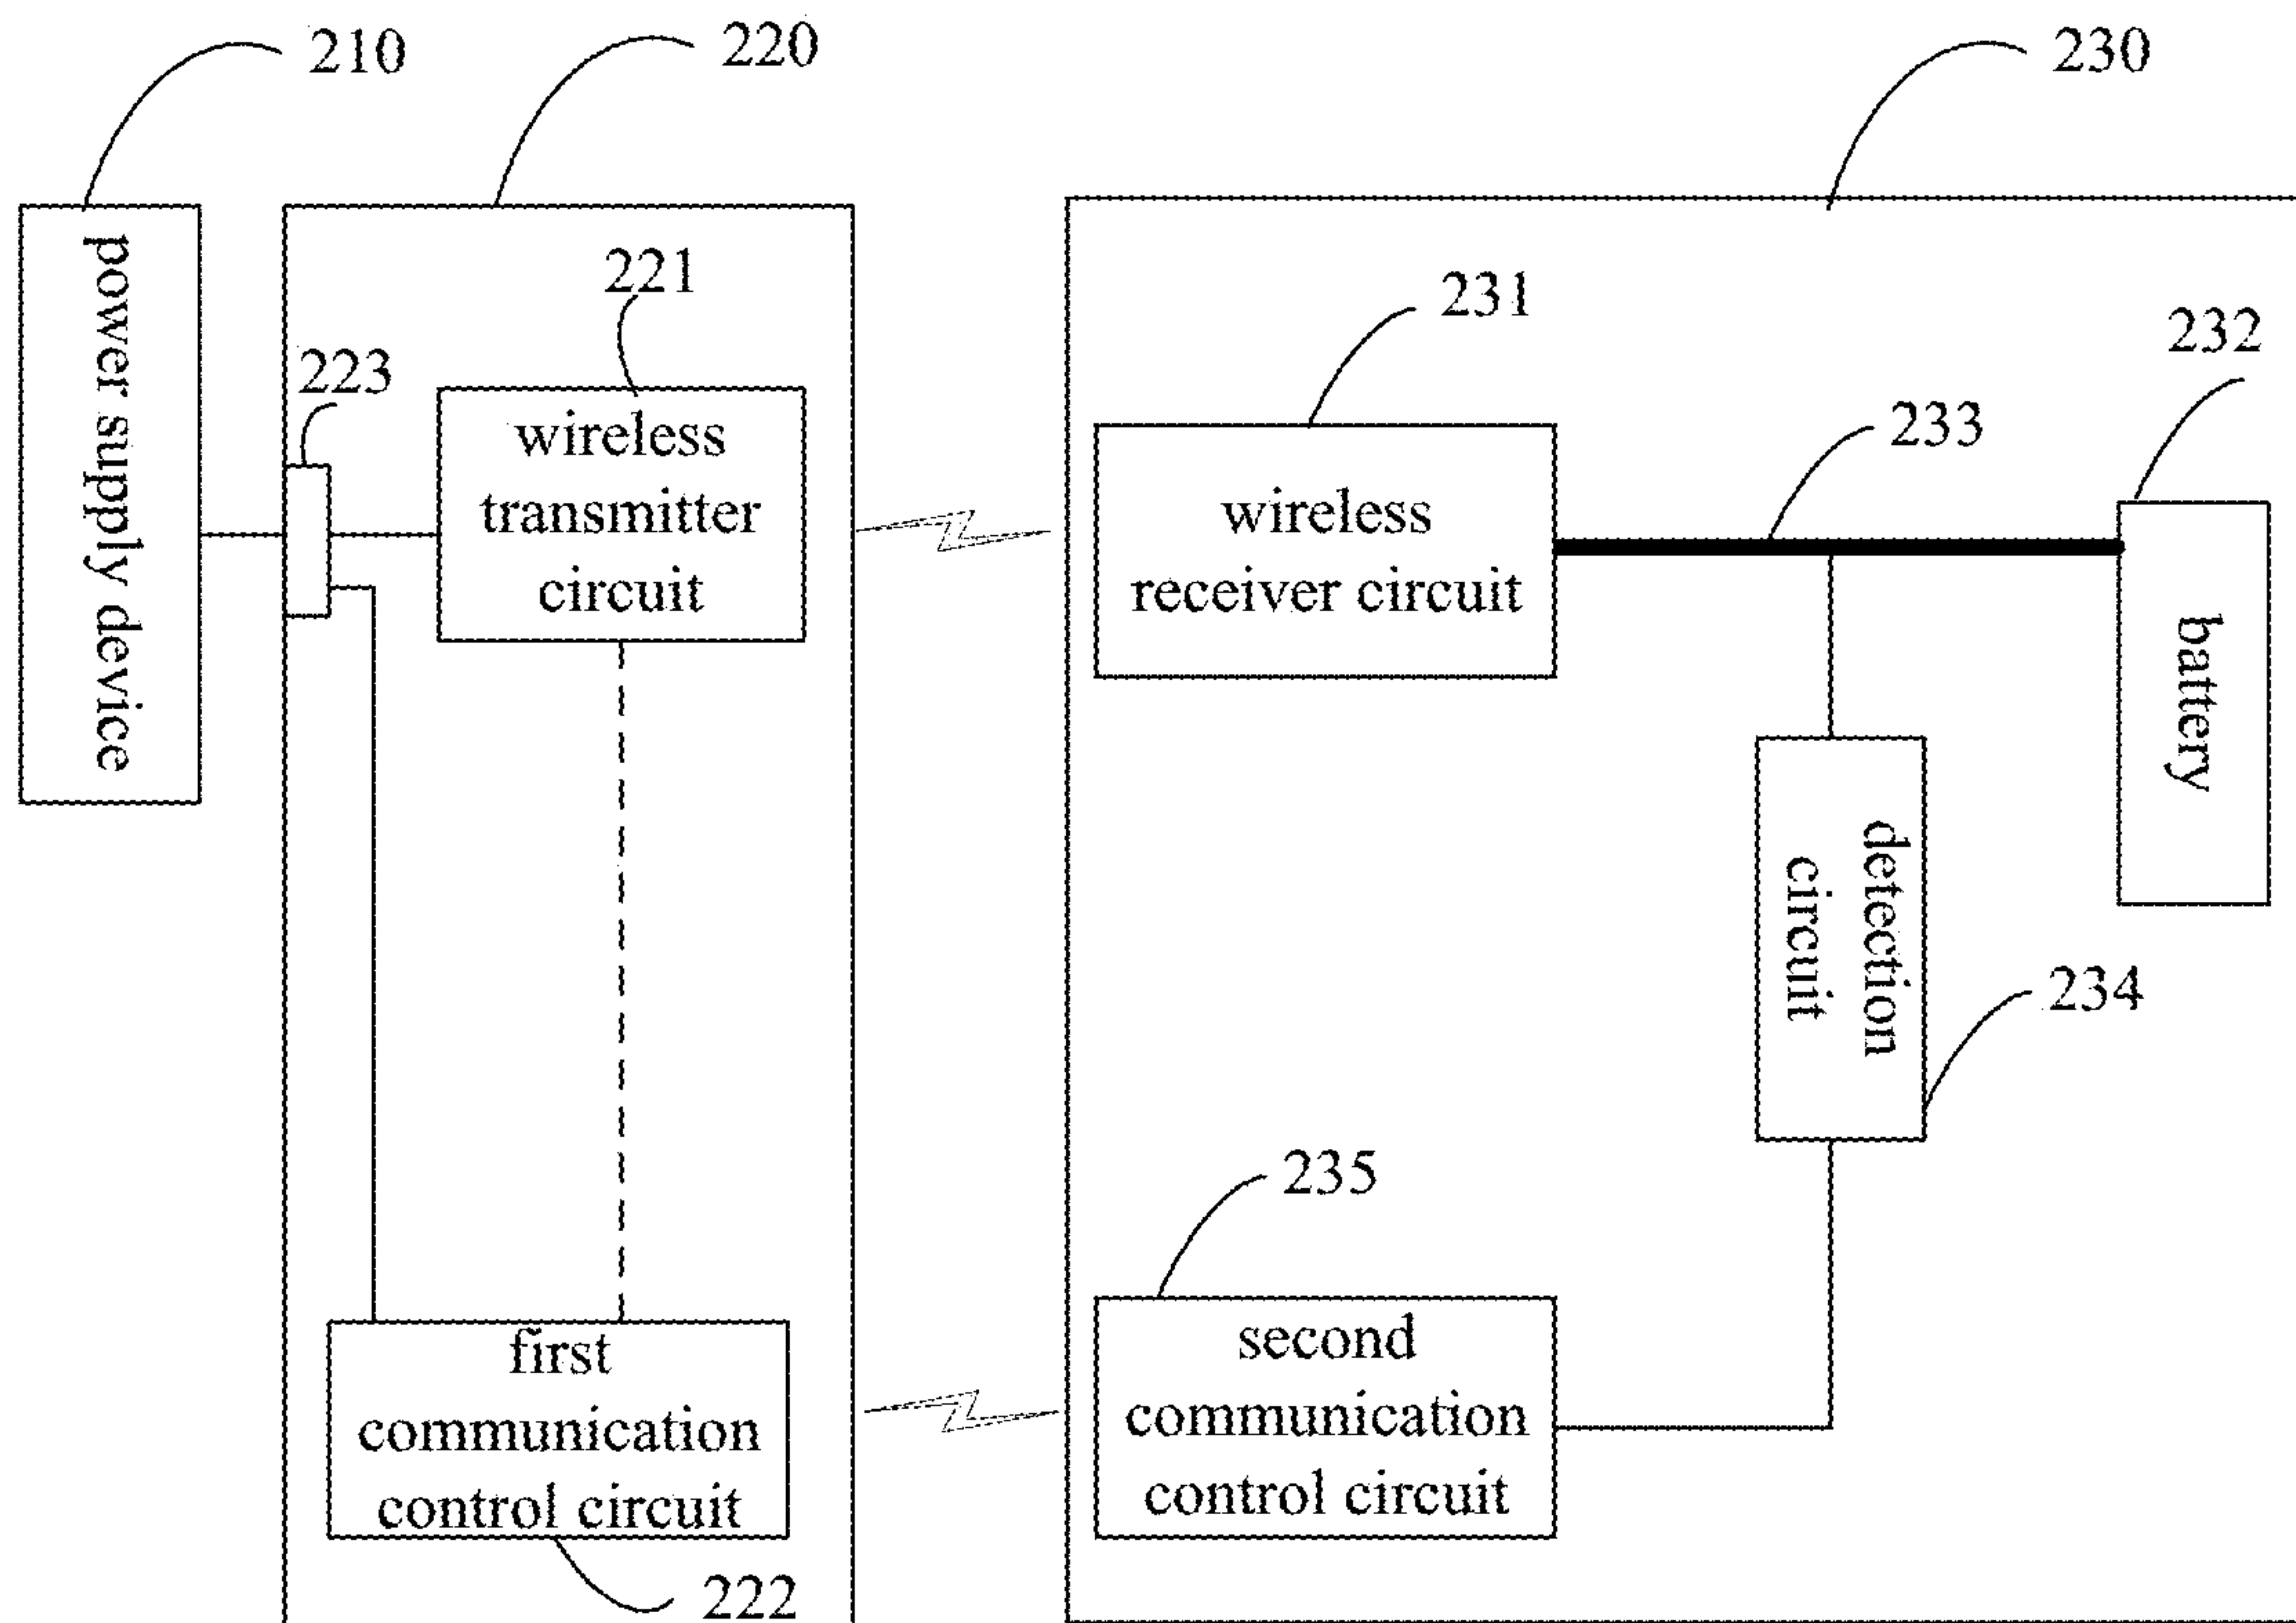 210
220
230
power supply device
221
223
wireless
transmitter
circuit
231
wireless
receiver circuit
233
232
battery
detection
circuit
234
235
second
communication
control circuit
first
communication
control circuit
222